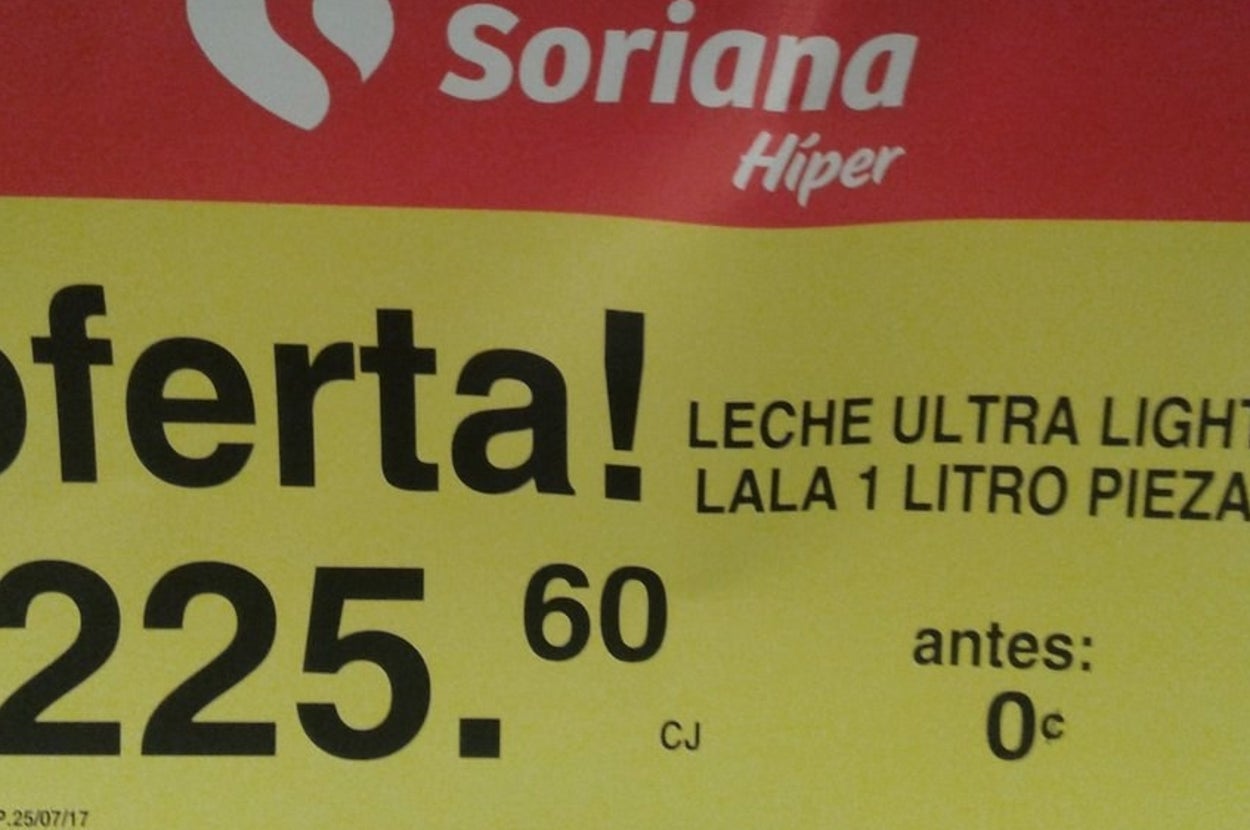 Soriana
Híper
oferta!
LECHE ULTRA LIGHT
LALA 1 LITRO PIEZA
225.60
CJ
antes:
0¢
P.25/07/17